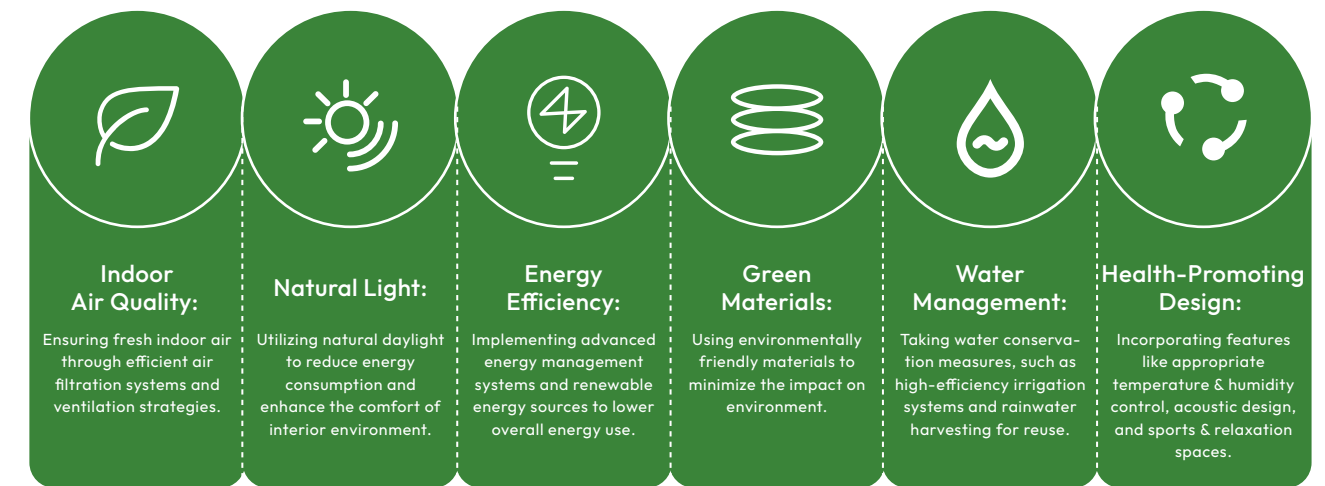 Indoor
Air Quality:
Ensuring fresh indoor air
through efficient air
filtration systems and
ventilation strategies.
Natural Light:
Utilizing natural daylight
to reduce energy
consumption and
enhance the comfort of
interior environment.
Energy
Efficiency:
Implementing advanced
energy management
systems and renewable
energy sources to lower
overall energy use.
Green
Materials:
Using environmentally
friendly materials to
minimize the impact on
environment.
Water
Management:
Taking water conserva-
tion measures, such as
high-efficiency irrigation
systems and rainwater
harvesting for reuse.
Health-Promoting
Design:
Incorporating features
like appropriate
temperature & humidity
control, acoustic design,
and sports & relaxation
spaces.